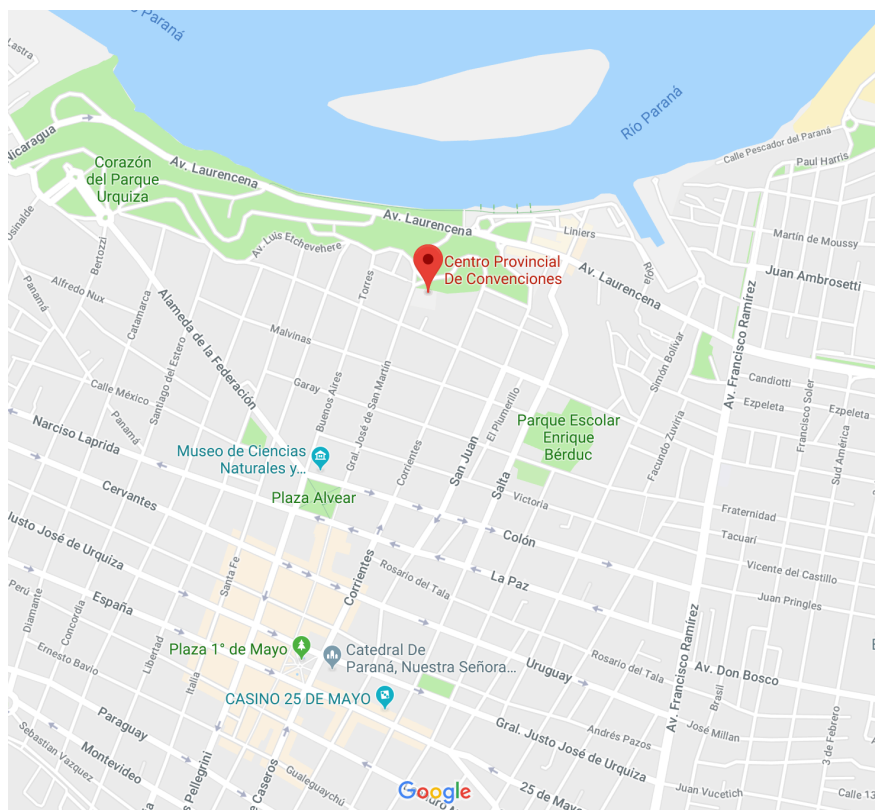 Paraná
Lastra
Río Paraná
Calle Pescador del Paraná
Paul Harris
Nicaragua
Corazón
del Parque
Urquiza
Av. Laurencena
Av. Laurencena
Liniers
Martín de Moussy
Bertozzi
Av. Luis Etchevehere
Centro Provincial
De Convenciones
Av. Laurencena
Rioja
Juan Ambrosetti
Panamá
Alfredo Nux
Catamarca
Torres
Alameda de la Federación
Malvinas
Av. Francisco Ramírez
Simón Bolívar
Santiago del Estero
Calle México
Panamá
Garay
Buenos Aires
Gral. José de San Martín
El Plumerillo
Candiotti
Ezpeleta
Ezpeleta
Francisco Soler
Sud América
Narciso Laprida
Parque Escolar
Enrique
Bérduc
Facundo Zuviría
Museo de Ciencias
Naturales y...
Corrientes
San Juan
Salta
Cervantes
Plaza Alvear
Victoria
Fraternidad
Justo José de Urquiza
Colón
Tacuarí
Santa Fe
Corrientes
Rosario del Tala
La Paz
Vicente del Castillo
Juan Pringles
Perú
Diamante
Concordia
España
Libertad
Plaza 1° de Mayo
Catedral De
Paraná, Nuestra Señora...
Ernesto Bavio
Italia
CASINO 25 DE MAYO
Uruguay
Rosario del Tala
Av. Don Bosco
Av. Francisco Ramírez
Brasil
Paraguay
Gral. Justo José de Urquiza
Andrés Pazos
José Millan
3 de Febrero
Sebastian Vazquez
Montevideo
Pellegrini
Caseros
Gualeguaychú
Google
25 de Mayo
Juan Vucetich
Calle 13